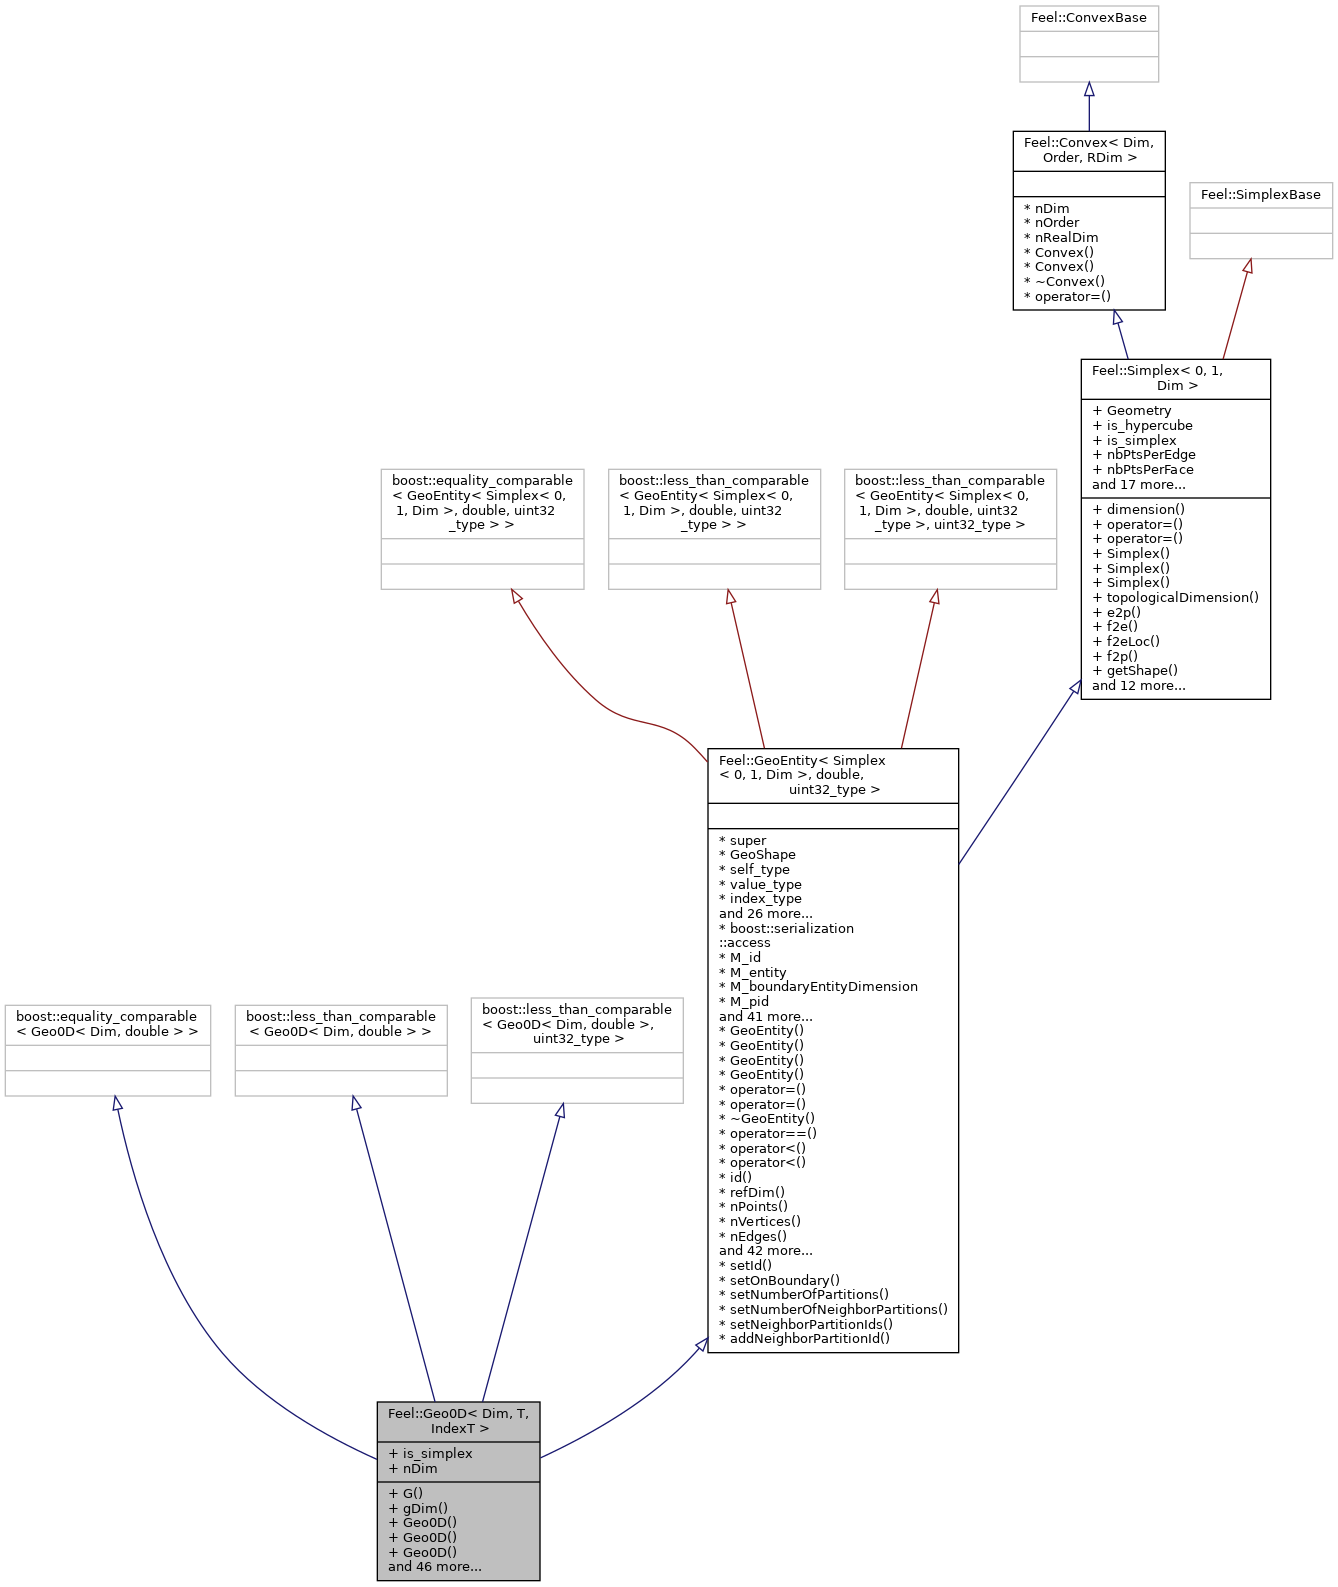 Feel::ConvexBase
Feel::Convex< Dim,
Order, RDim >
* nDim
* nOrder
* nRealDim
* Convex()
* Convex()
* ~Convex()
* operator=()
Feel::SimplexBase
Feel::Simplex< 0, 1,
Dim >
+ Geometry
+ is_hypercube
+ is_simplex
+ nbPtsPerEdge
+ nbPtsPerFace
and 17 more...
+ dimension()
+ operator=()
+ operator=()
+ Simplex()
+ Simplex()
+ Simplex()
+ topologicalDimension()
+ e2p()
+ f2e()
+ f2eLoc()
+ f2p()
+ getShape()
and 12 more...
boost::equality_comparable
< GeoEntity< Simplex< 0,
1, Dim >, double, uint32
_type > >
boost::less_than_comparable
< GeoEntity< Simplex< 0,
1, Dim >, double, uint32
_type > >
boost::less_than_comparable
< GeoEntity< Simplex< 0,
1, Dim >, double, uint32
_type >, uint32_type >
Feel::GeoEntity< Simplex
< 0, 1, Dim >, double,
uint32_type >
* super
* GeoShape
* self_type
* value_type
* index_type
and 26 more...
* boost::serialization
::access
* M_id
* M_entity
* M_boundaryEntityDimension
* M_pid
and 41 more...
* GeoEntity()
* GeoEntity()
* GeoEntity()
* GeoEntity()
* operator=()
* operator=()
* ~GeoEntity()
* operator==()
* operator<()
* operator<()
* id()
* refDim()
* nPoints()
* nVertices()
* nEdges()
and 42 more...
* setId()
* setOnBoundary()
* setNumberOfPartitions()
* setNumberOfNeighborPartitions()
* setNeighborPartitionIds()
* addNeighborPartitionId()
boost::equality_comparable
< Geo0D< Dim, double > >
boost::less_than_comparable
< Geo0D< Dim, double > >
boost::less_than_comparable
< Geo0D< Dim, double >,
uint32_type >
Feel::Geo0D< Dim, T,
IndexT >
+ is_simplex
+ nDim
+ G()
+ gDim()
+ Geo0D()
+ Geo0D()
+ Geo0D()
and 46 more...